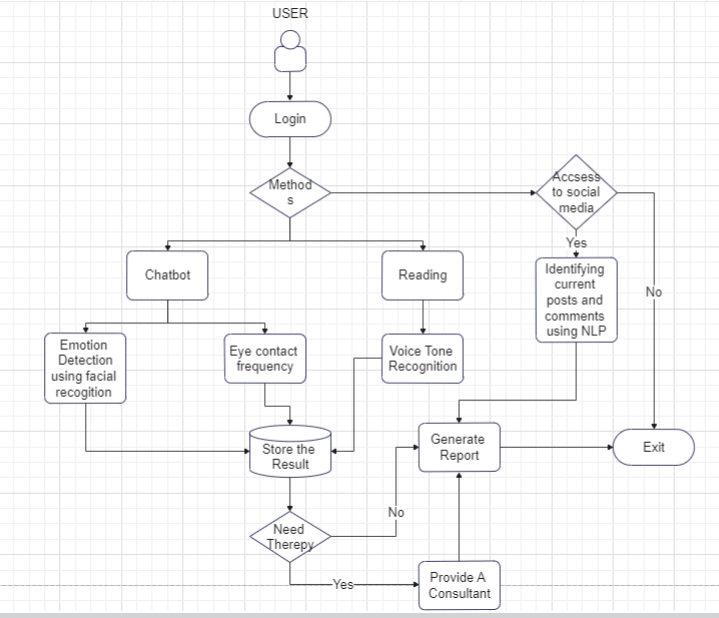 USER
Login
Method
s
Accsess
to social
media
Yes
No
Chatbot
Reading
Identifying
current
posts and
comments
using NLP
Emotion
Detection
using facial
recogition
Eye contact
frequency
Voice Tone
Recognition
Store the
Result
Generate
Report
Exit
No
Need
Therepy
Yes
Provide A
Consultant